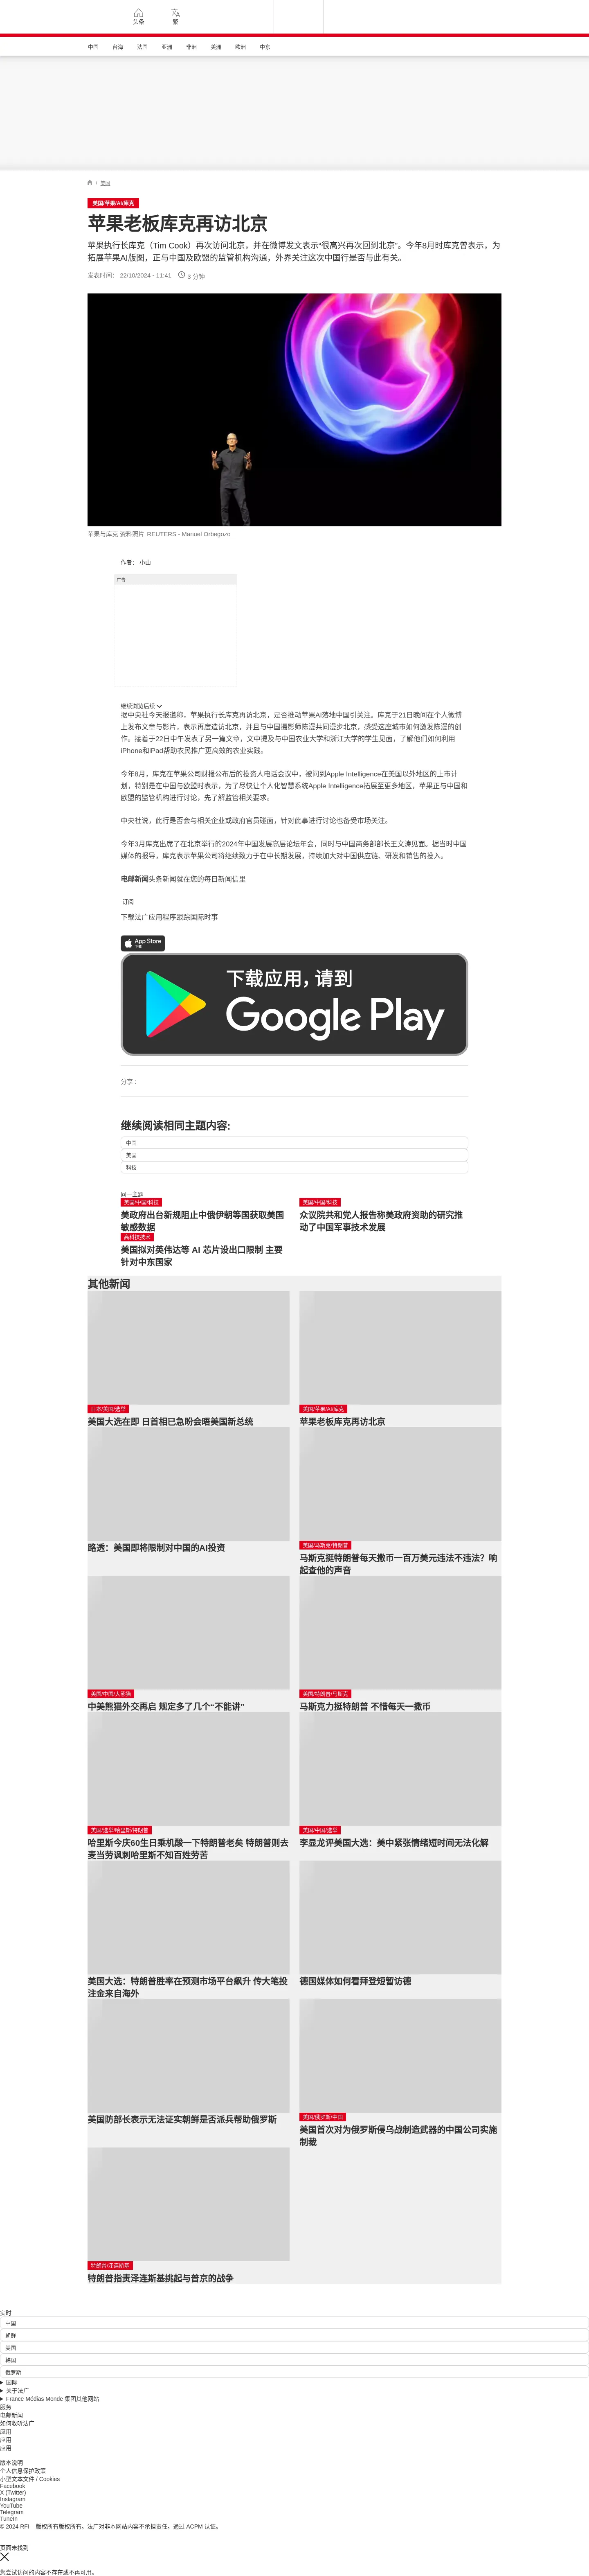 头条
繁
中国
台海
法国
亚洲
非洲
美洲
欧洲
中东
/ 美国
美国/苹果/AI/库克
苹果老板库克再访北京
苹果执行长库克（Tim Cook）再次访问北京，并在微博发文表示“很高兴再次回到北京”。今年8月时库克曾表示，为
拓展苹果AI版图，正与中国及欧盟的监管机构沟通，外界关注这次中国行是否与此有关。
发表时间： 22/10/2024 - 11:41
3 分钟
苹果与库克 资料照片 REUTERS - Manuel Orbegozo
作者： 小山
广告
继续浏览后续
据中央社今天报道称，苹果执行长库克再访北京，是否推动苹果AI落地中国引关注。库克于21日晚间在个人微博
上发布文章与影片，表示再度造访北京，并且与中国摄影师陈漫共同漫步北京，感受这座城市如何激发陈漫的创
作。接着于22日中午发表了另一篇文章，文中提及与中国农业大学和浙江大学的学生见面，了解他们如何利用
iPhone和iPad帮助农民推广更高效的农业实践。
今年8月，库克在苹果公司财报公布后的投资人电话会议中，被问到Apple Intelligence在美国以外地区的上市计
划，特别是在中国与欧盟时表示，为了尽快让个人化智慧系统Apple Intelligence拓展至更多地区，苹果正与中国和
欧盟的监管机构进行讨论，先了解监管相关要求。
中央社说，此行是否会与相关企业或政府官员碰面，针对此事进行讨论也备受市场关注。
今年3月库克出席了在北京举行的2024年中国发展高层论坛年会，同时与中国商务部部长王文涛见面。据当时中国
媒体的报导，库克表示苹果公司将继续致力于在中长期发展，持续加大对中国供应链、研发和销售的投入。
电邮新闻头条新闻就在您的每日新闻信里
订阅
下载法广应用程序跟踪国际时事
App Store
下载
下载应用，请到
Google Play
分享 :
继续阅读相同主题内容:
中国
美国
科技
同一主题
美国/中国/科技
美政府出台新规阻止中俄伊朝等国获取美国
敏感数据
美国/中国/科技
众议院共和党人报告称美政府资助的研究推
动了中国军事技术发展
高科技技术
美国拟对英伟达等 AI 芯片设出口限制 主要
针对中东国家
其他新闻
日本/美国/选举
美国大选在即 日首相已急盼会晤美国新总统
美国/苹果/AI/库克
苹果老板库克再访北京
路透：美国即将限制对中国的AI投资
美国/马斯克/特朗普
马斯克挺特朗普每天撒币一百万美元违法不违法？响
起查他的声音
美国/中国/大熊猫
中美熊猫外交再启 规定多了几个“不能讲”
美国/特朗普/马斯克
马斯克力挺特朗普 不惜每天一撒币
美国/选举/哈里斯/特朗普
哈里斯今庆60生日乘机酸一下特朗普老矣 特朗普则去
麦当劳讽刺哈里斯不知百姓劳苦
美国/中国/选举
李显龙评美国大选：美中紧张情绪短时间无法化解
美国大选：特朗普胜率在预测市场平台飙升 传大笔投
注金来自海外
德国媒体如何看拜登短暂访德
美国防部长表示无法证实朝鲜是否派兵帮助俄罗斯
美国/俄罗斯/中国
美国首次对为俄罗斯侵乌战制造武器的中国公司实施
制裁
特朗普/泽连斯基
特朗普指责泽连斯基挑起与普京的战争
实时
中国
朝鲜
美国
韩国
俄罗斯
国际
关于法广
France Médias Monde 集团其他网站
服务
电邮新闻
如何收听法广
应用
应用
应用
版本说明
个人信息保护政策
小型文本文件 / Cookies
Facebook
X (Twitter)
Instagram
YouTube
Telegram
TuneIn
© 2024 RFI – 版权所有版权所有。法广对非本网站内容不承担责任。通过 ACPM 认证。
页面未找到
您尝试访问的内容不存在或不再可用。